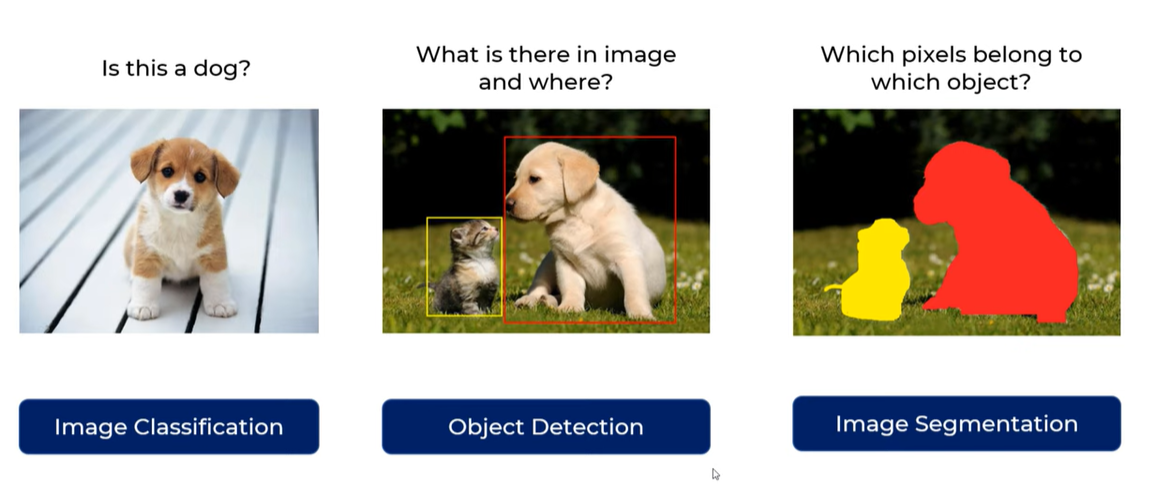 Is this a dog?
What is there in image
and where?
Which pixels belong to
which object?
Image Classification
Object Detection
Image Segmentation